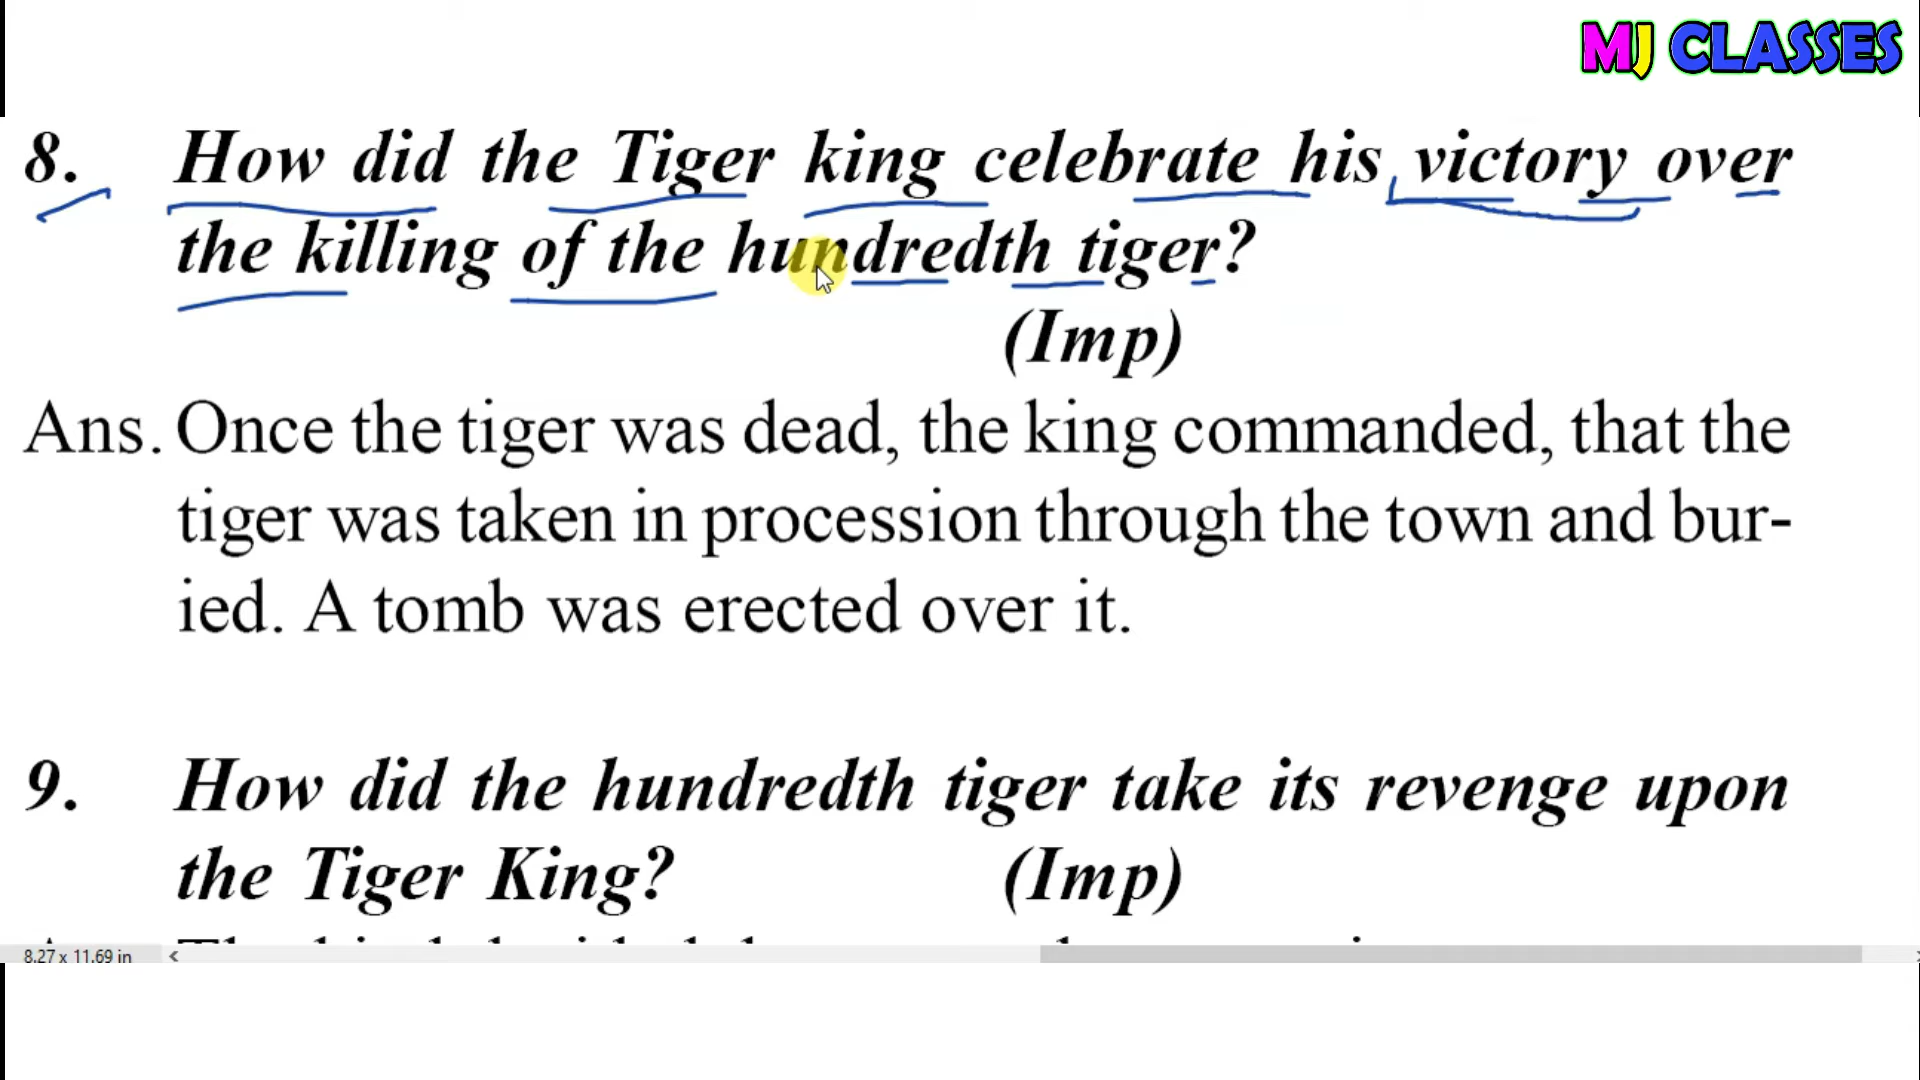 MJ CLASSES
8. How did the Tiger king celebrate his victory over
the killing of the hundredth tiger?
(Imp)
Ans. Once the tiger was dead, the king commanded, that the
tiger was taken in procession through the town and bur-
ied. A tomb was erected over it.
9. How did the hundredth tiger take its revenge upon
the Tiger King? (Imp)
8.27 x 11.69 in